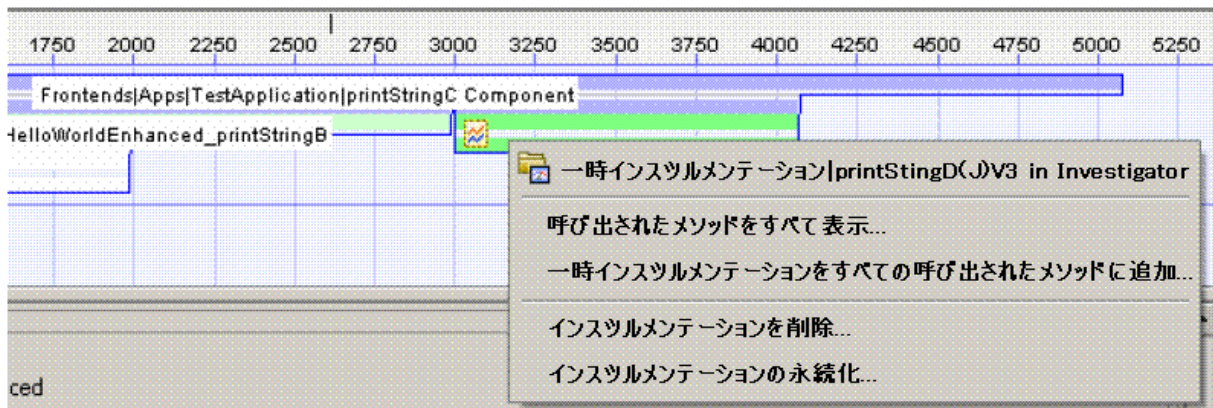 1750 2000 2250 2500 2750 3000 3250 3500 3750 4000 4250 4500 4750 5000 5250
Frontends|Apps|TestApplication|printStringC Component
HelloWorldEnhanced_printStringB
一時インスツルメンテーション|printStingD(J)V3 in Investigator
呼び出されたメソッドをすべて表示...
一時インスツルメンテーションをすべての呼び出されたメソッドに追加...
インスツルメンテーションを削除...
インスツルメンテーションの永続化...
ced